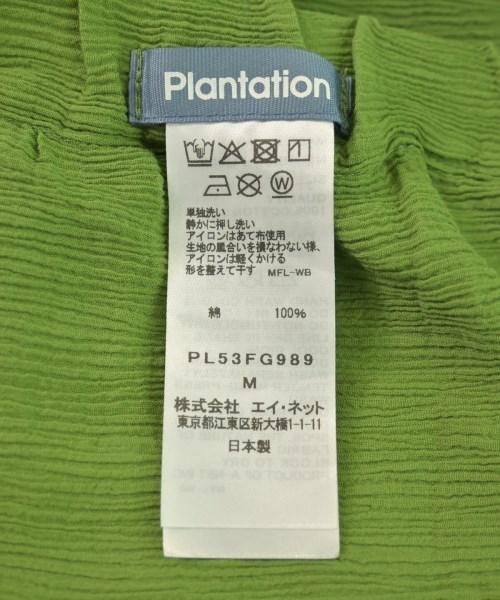 Plantation
単独洗い
静かに押し洗い
アイロンはあて布使用
生地の風合いを損なわない様、
アイロンは軽くかける
形を整えて干す MFL-WB
綿 100%
PL53FG989
M
株式会社 エイ・ネット
東京都江東区新大橋1-1-11
日本製